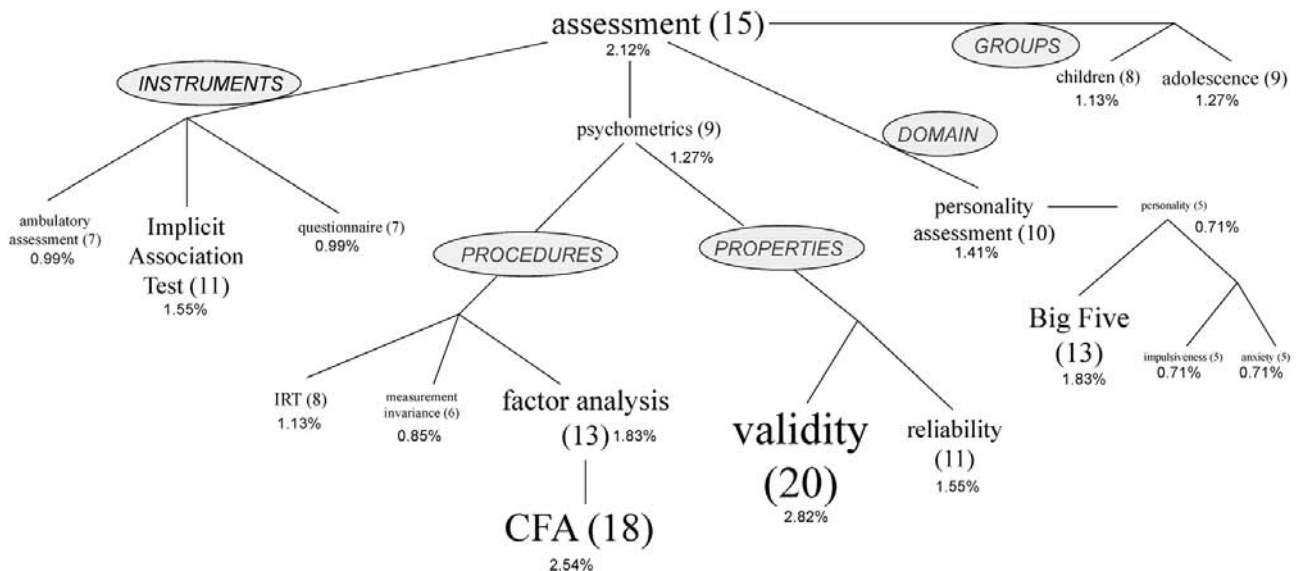 assessment (15)
2.12%
GROUPS
children (8)
1.13%
adolescence (9)
1.27%
INSTRUMENTS
psychometrics (9)
1.27%
DOMAIN
ambulatory
assessment (7)
0.99%
Implicit
Association
Test (11)
1.55%
questionnaire (7)
0.99%
PROCEDURES
PROPERTIES
personality
assessment (10)
1.41%
personality (5)
0.71%
Big Five
(13)
1.83%
impulsiveness (5)
0.71%
anxiety (5)
0.71%
IRT (8)
1.13%
measurement
invariance (6)
0.85%
factor analysis
(13) 1.83%
CFA (18)
2.54%
validity
(20)
2.82%
reliability
(11)
1.55%